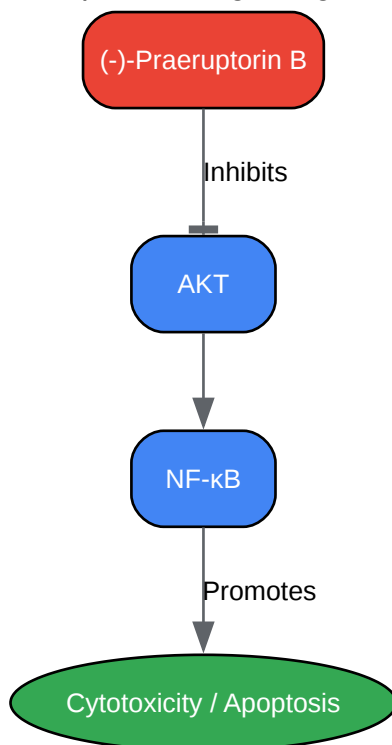 (-)-Praeruptorin B
Inhibits
AKT
NF-κB
Promotes
Cytotoxicity / Apoptosis